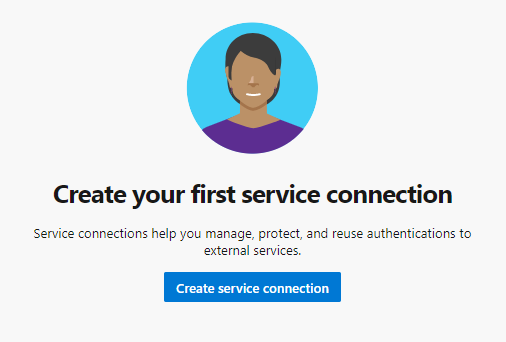 Create your first service connection
Service connections help you manage, protect, and reuse authentications to
external services.
Create service connection